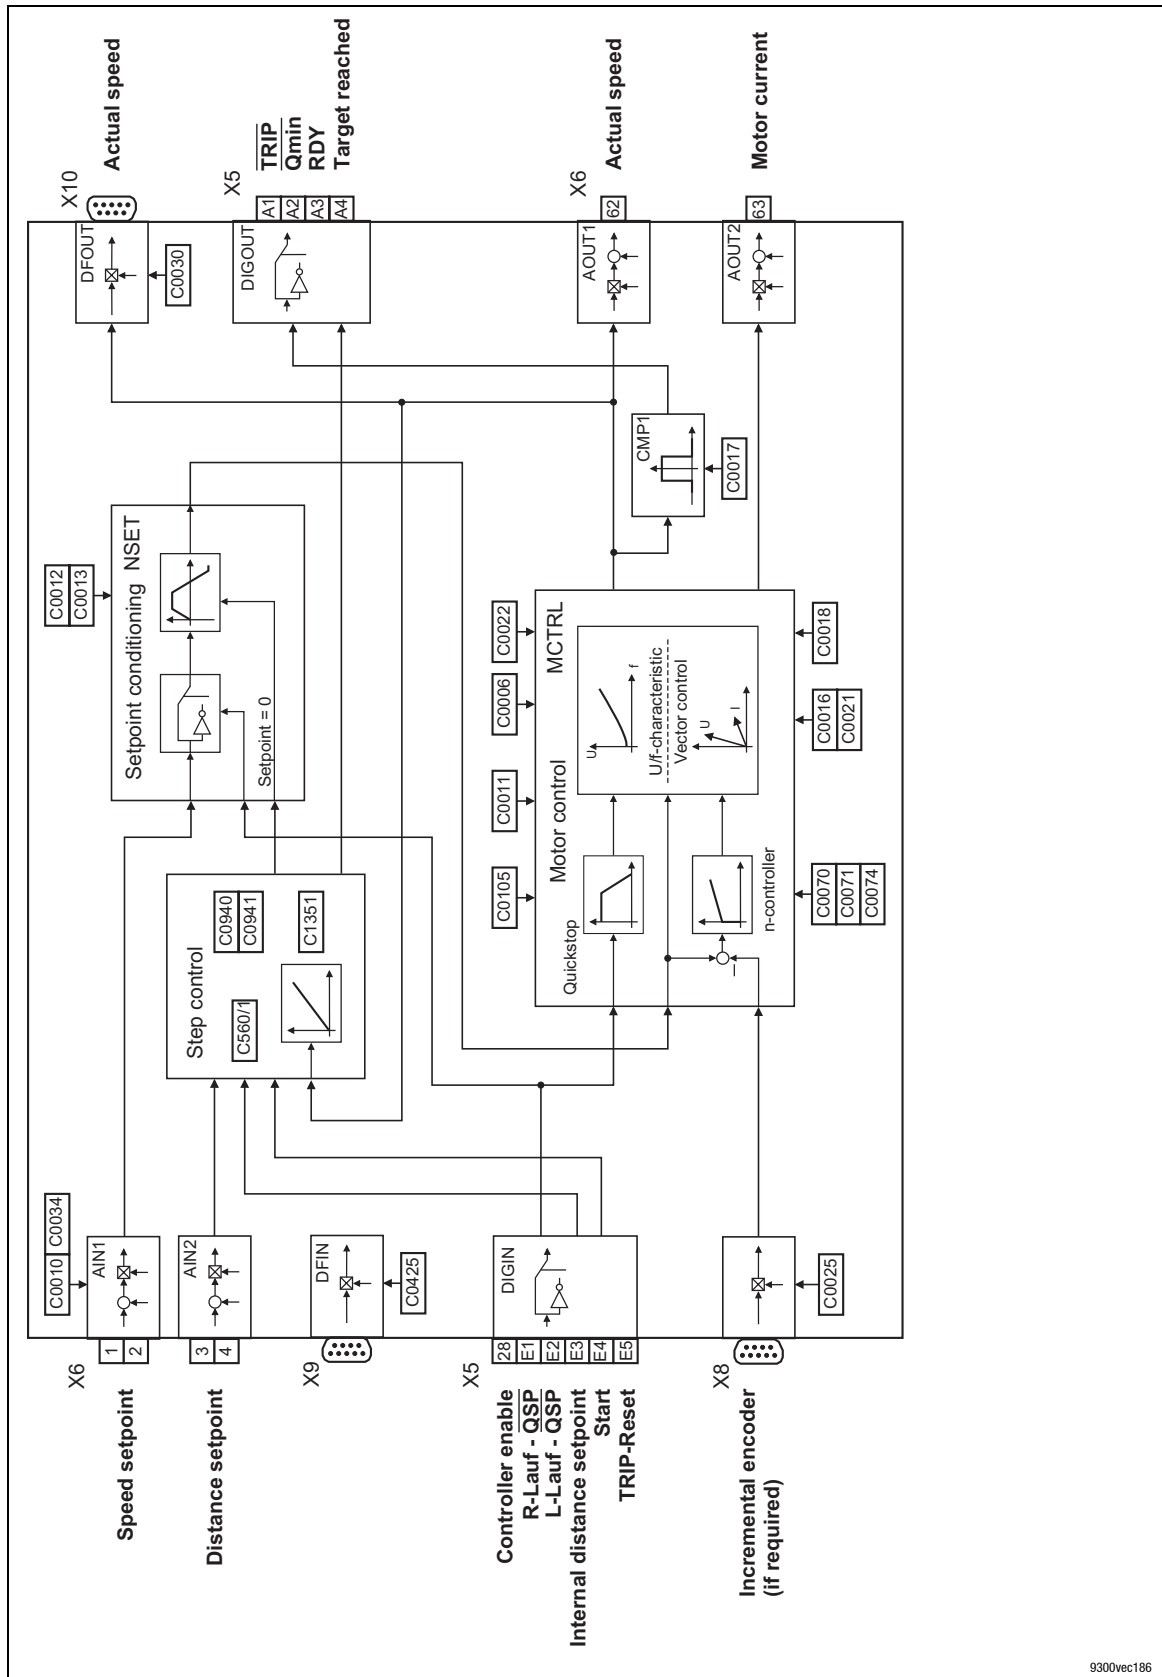 Speed setpoint
X6
1
2
AIN1
C0010
C0034
Distance setpoint
3
4
AIN2
X9
DFIN
C0425
Controller enable
R-Lauf - QSP
L-Lauf - QSP
Internal distance setpoint
Start
TRIP-Reset
X5
28
E1
E2
E3
E4
E5
DIGIN
Incremental encoder
(if required)
X8
C0025
Step control
C560/1
C0940
C0941
C1351
Setpoint conditioning NSET
Setpoint = 0
C0012
C0013
Motor control MCTRL
C0105
C0011
C0006
C0022
Quickstop
n-controller
U
f
U/f-characteristic
Vector control
U
I
C0070
C0071
C0074
C0016
C0021
C0018
CMP1
C0017
DFOUT
C0030
X10
Actual speed
DIGOUT
X5
A1
A2
A3
A4
TRIP
Qmin
RDY
Target reached
AOUT1
X6
62
Actual speed
AOUT2
63
Motor current
9300vec186